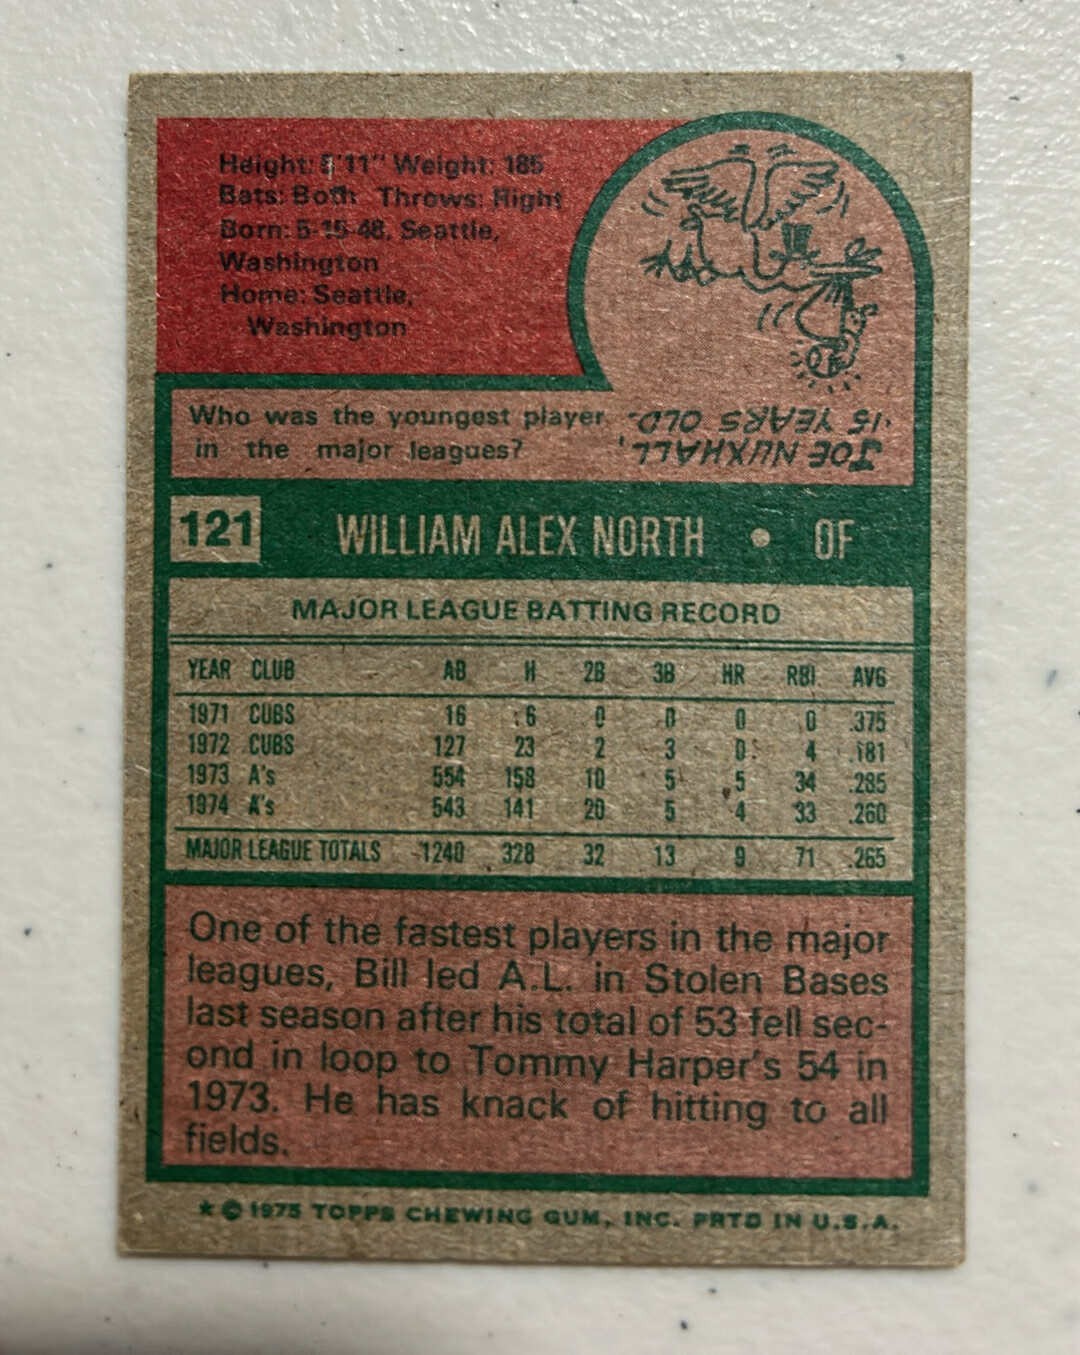 Height: 5'11" Weight: 185
Bats: Both Throws: Right
Born: 5-15-48, Seattle,
Washington
Home: Seattle,
Washington
Who was the youngest player
in the major leagues?
JOE NUXHALL,
15 YEARS OLD.
121 WILLIAM ALEX NORTH • OF
MAJOR LEAGUE BATTING RECORD
YEAR CLUB AB H 2B 3B HR RBI AVG
1971 CUBS 16 6 0 0 0 0 .375
1972 CUBS 127 23 2 3 0 4 .181
1973 A's 554 158 10 5 5 34 .285
1974 A's 543 141 20 5 4 33 .260
MAJOR LEAGUE TOTALS 1240 328 32 13 9 71 .265
One of the fastest players in the major
leagues, Bill led A.L. in Stolen Bases
last season after his total of 53 fell sec-
ond in loop to Tommy Harper's 54 in
1973. He has knack of hitting to all
fields.
* © 1975 TOPPS CHEWING GUM, INC. PRTD IN U.S.A.